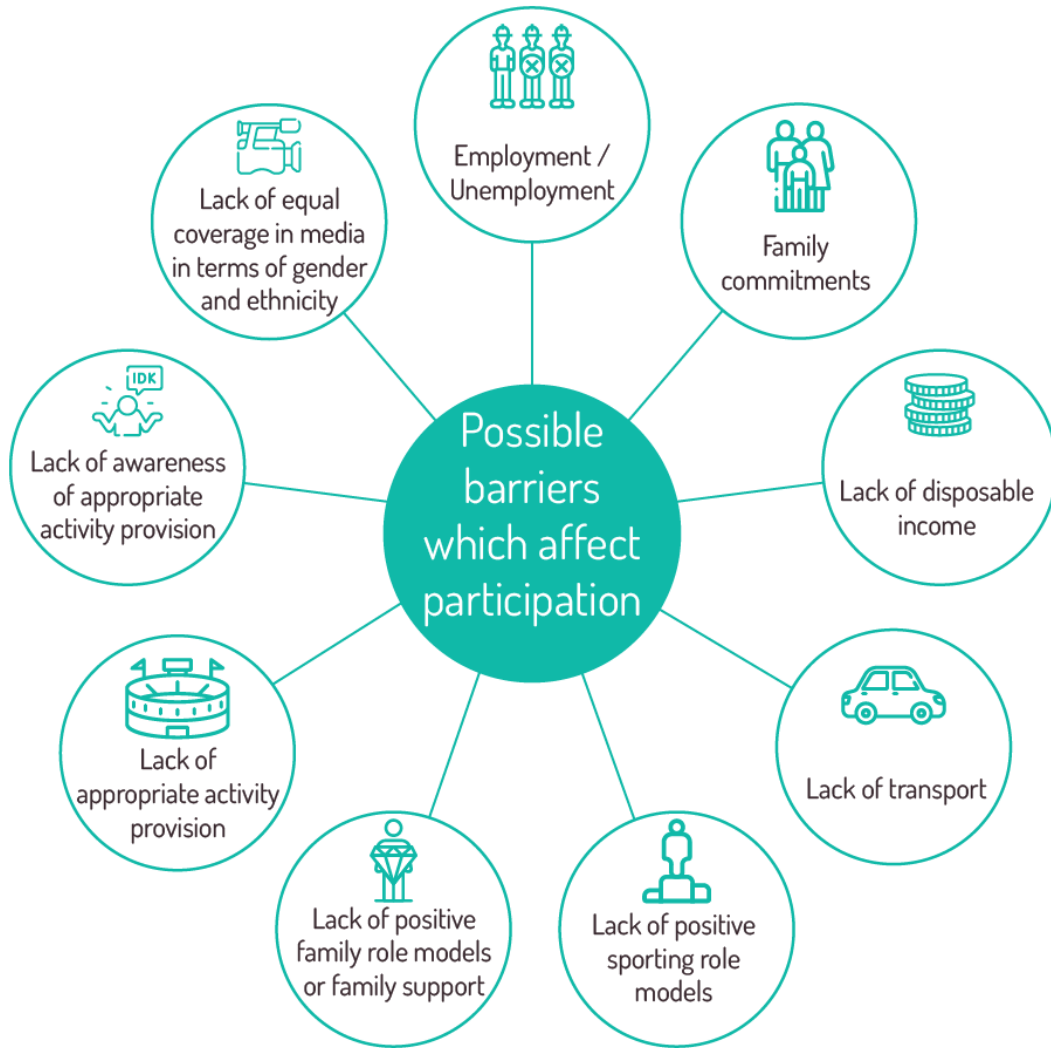 Possible
barriers
which affect
participation
Employment /
Unemployment
Family
commitments
Lack of disposable
income
Lack of transport
Lack of positive
sporting role
models
Lack of positive
family role models
or family support
Lack of
appropriate activity
provision
IDK
Lack of awareness
of appropriate
activity provision
Lack of equal
coverage in media
in terms of gender
and ethnicity